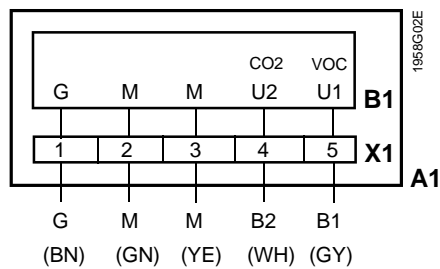 CO2 VOC
G M M U2 U1
B1
1 2 3 4 5
X1
A1
G M M B2 B1
(BN) (GN) (YE) (WH) (GY)
1958G02E